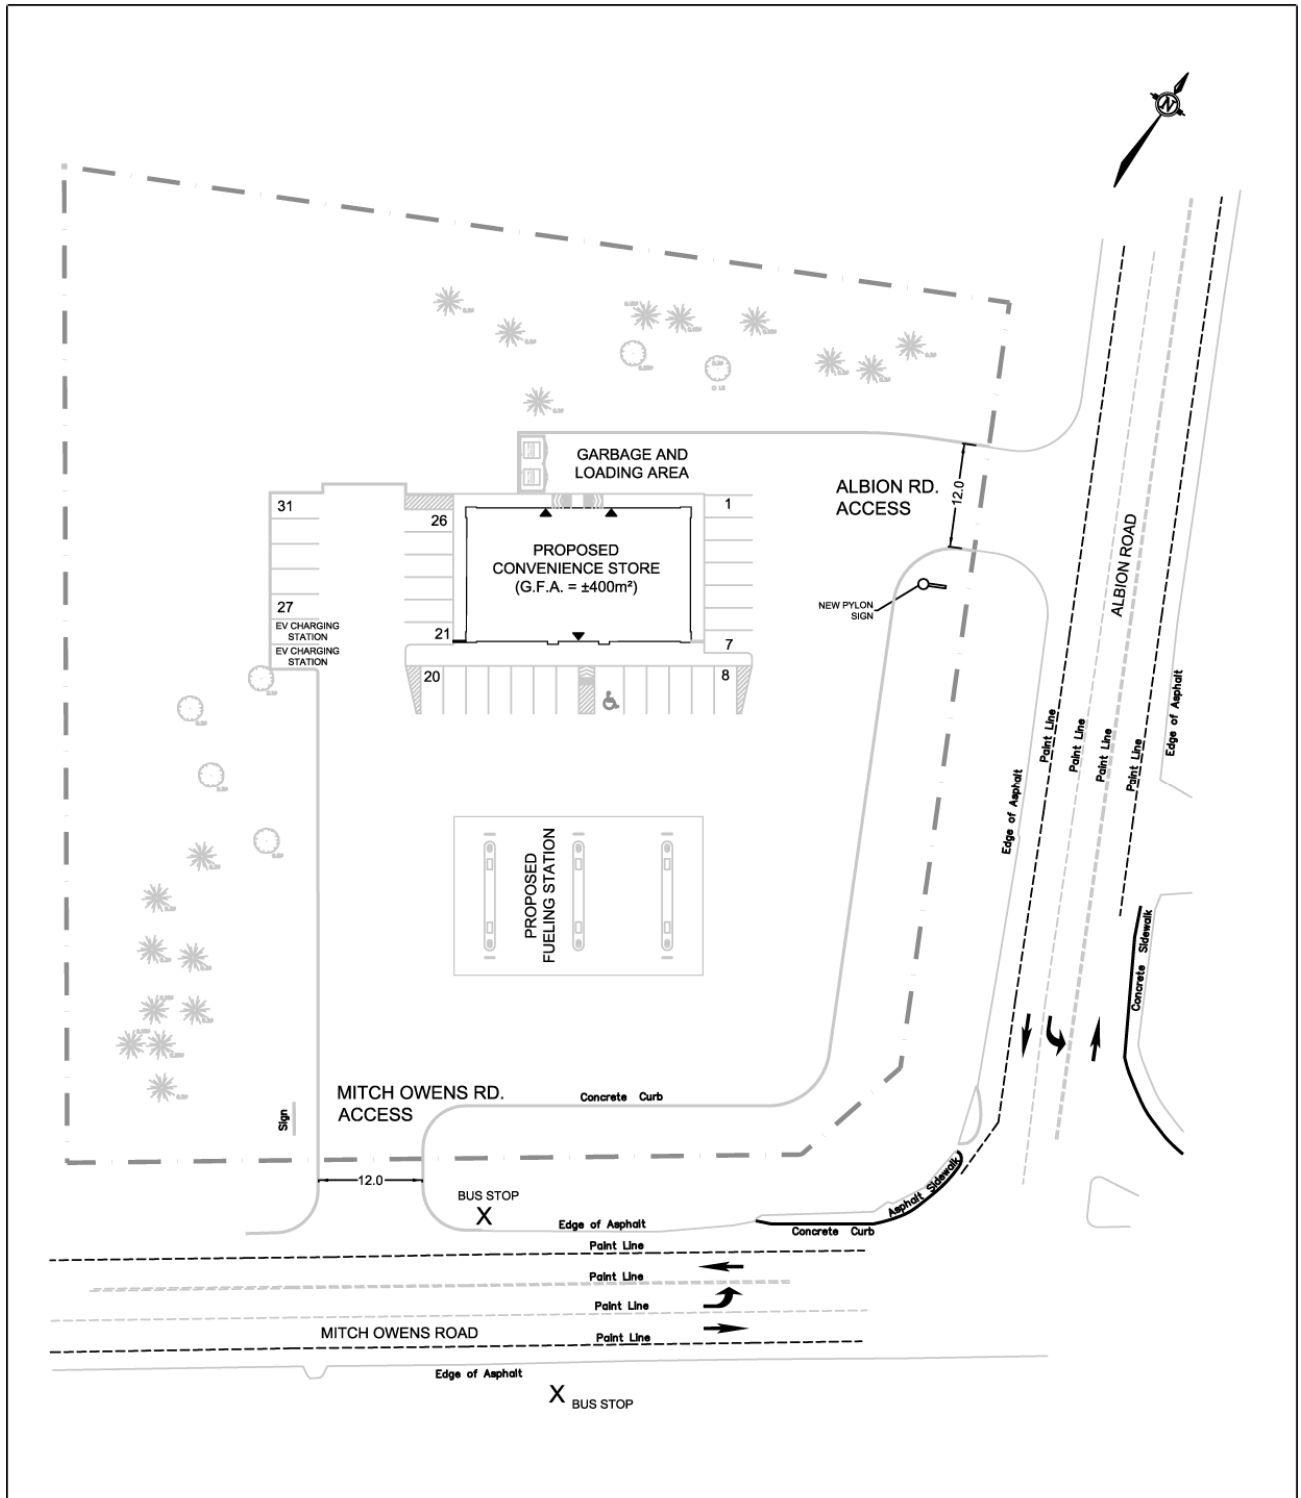 N
GARBAGE AND
LOADING AREA
ALBION RD.
ACCESS
12.0
31
26
1
PROPOSED
CONVENIENCE STORE
(G.F.A. = ±400m²)
ALBION ROAD
27
EV CHARGING
STATION
EV CHARGING
STATION
21
7
NEW PYLON
SIGN
20
8
Paint Line
Paint Line
Paint Line
Paint Line
Edge of Asphalt
Edge of Asphalt
PROPOSED
FUELING STATION
Concrete Sidewalk
MITCH OWENS RD.
ACCESS
Concrete Curb
Sign
12.0
BUS STOP
X
Edge of Asphalt
Asphalt Sidewalk
Concrete Curb
Paint Line
Paint Line
Paint Line
MITCH OWENS ROAD
Paint Line
Edge of Asphalt
X BUS STOP